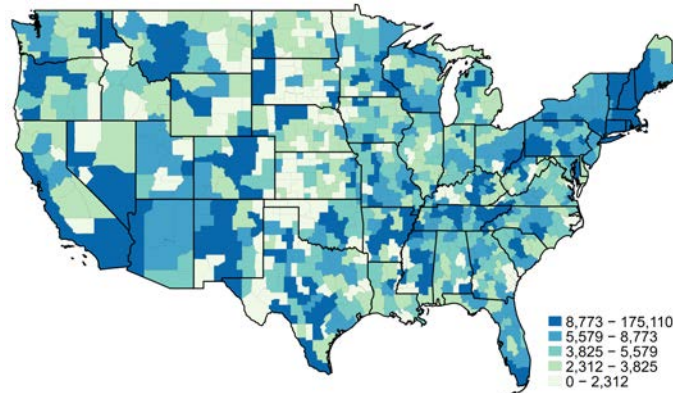 8,773 – 175,110
5,579 – 8,773
3,825 – 5,579
2,312 – 3,825
0 – 2,312